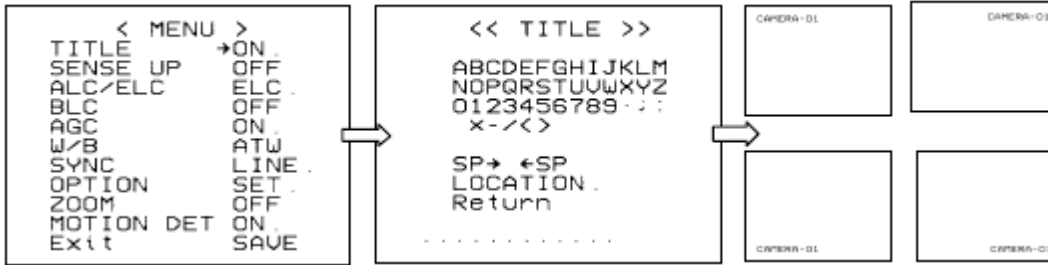 < MENU >
TITLE →ON.
SENSE UP OFF
ALC/ELC ELC.
BLC OFF
AGC ON.
W/B ATW
SYNC LINE.
OPTION SET.
ZOOM OFF
MOTION DET ON.
Exit SAVE
<< TITLE >>
ABCDEFGHIJKLM
NOPQRSTUVWXYZ
0123456789
x-/<>
SP→ ←SP
LOCATION.
Return
............
CAMERA-01
CAMERA-01
CAMERA-01
CAMERA-01